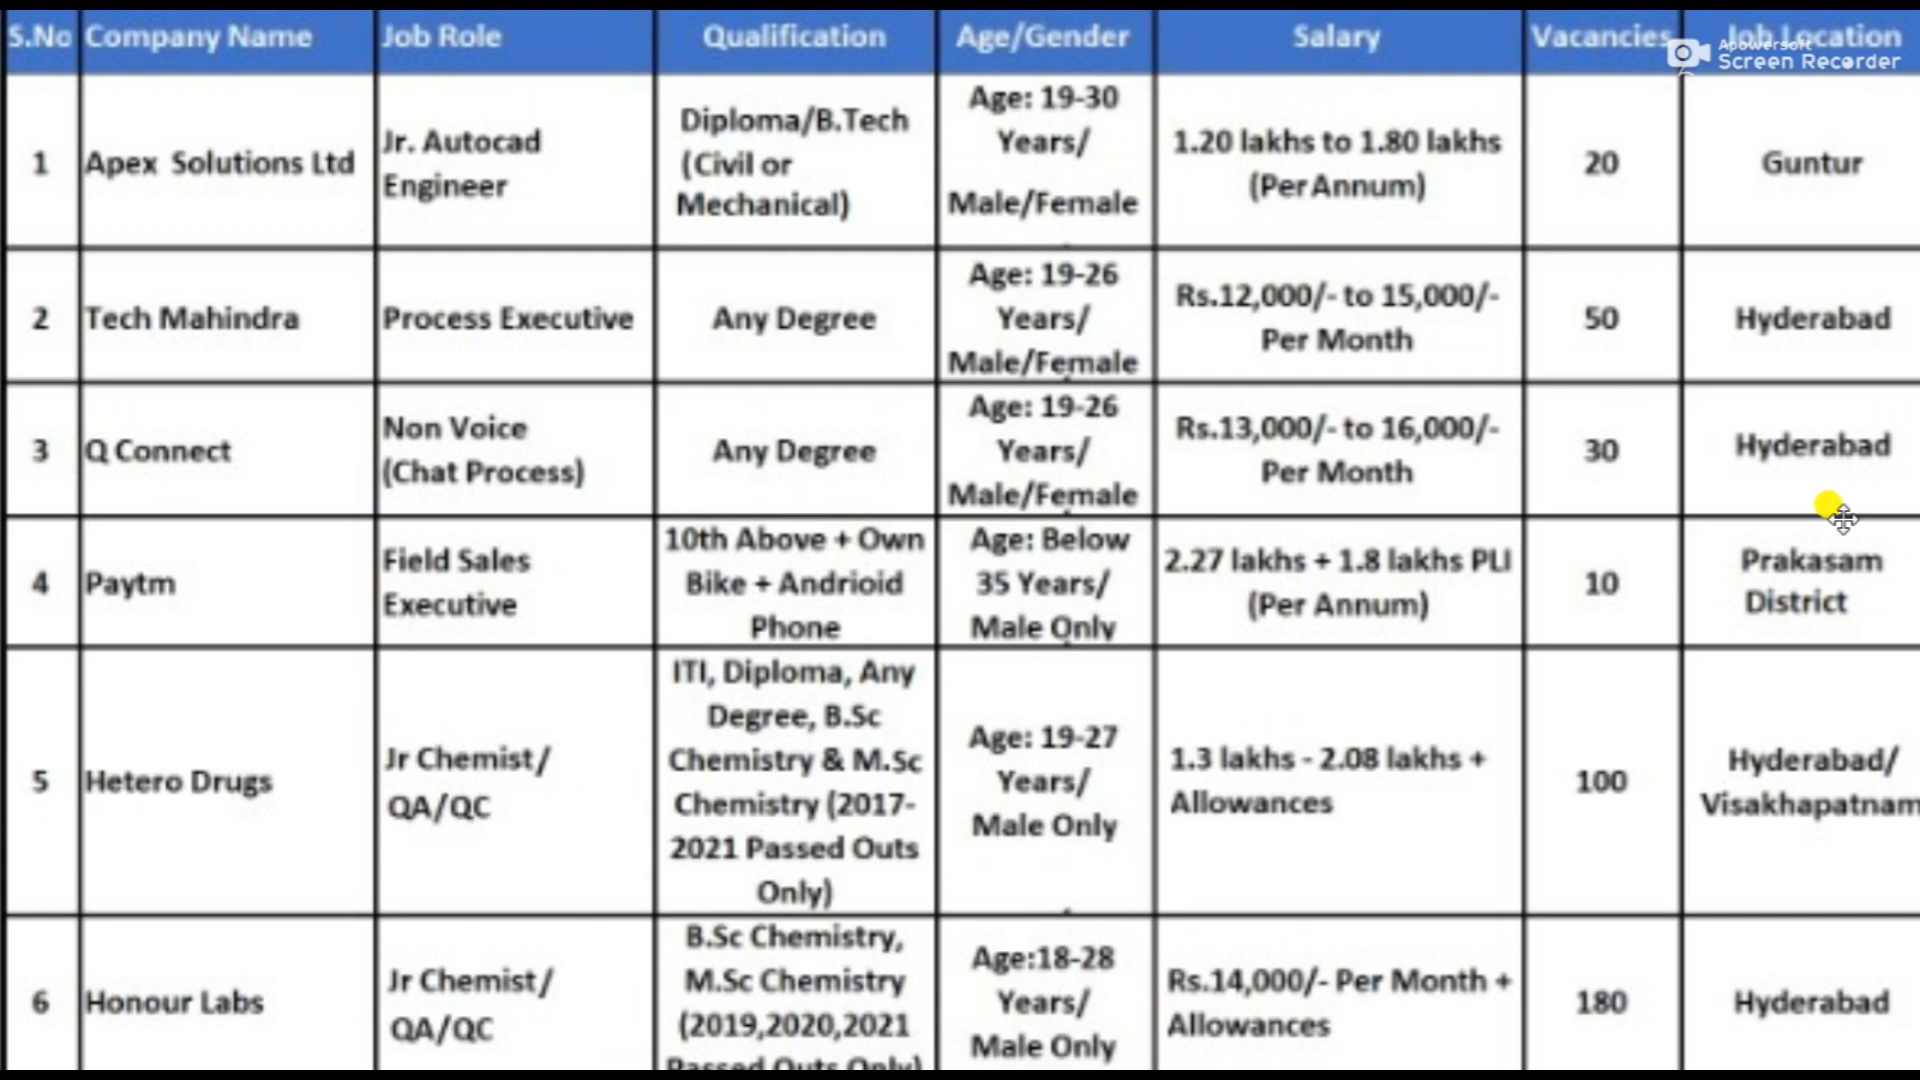 S.No Company Name Job Role Qualification Age/Gender Salary Vacancies Job Location
Apowersoft
Screen Recorder
1
Apex Solutions Ltd
Jr. Autocad
Engineer
Diploma/B.Tech
(Civil or
Mechanical)
Age: 19-30
Years/
Male/Female
1.20 lakhs to 1.80 lakhs
(Per Annum)
20
Guntur
2
Tech Mahindra
Process Executive
Any Degree
Age: 19-26
Years/
Male/Female
Rs.12,000/- to 15,000/-
Per Month
50
Hyderabad
3
Q Connect
Non Voice
(Chat Process)
Any Degree
Age: 19-26
Years/
Male/Female
Rs.13,000/- to 16,000/-
Per Month
30
Hyderabad
4
Paytm
Field Sales
Executive
10th Above + Own
Bike + Andrioid
Phone
Age: Below
35 Years/
Male Only
2.27 lakhs + 1.8 lakhs PLI
(Per Annum)
10
Prakasam
District
5
Hetero Drugs
Jr Chemist/
QA/QC
ITI, Diploma, Any
Degree, B.Sc
Chemistry & M.Sc
Chemistry (2017-
2021 Passed Outs
Only)
Age: 19-27
Years/
Male Only
1.3 lakhs - 2.08 lakhs +
Allowances
100
Hyderabad/
Visakhapatnam
6
Honour Labs
Jr Chemist/
QA/QC
B.Sc Chemistry,
M.Sc Chemistry
(2019,2020,2021
Passed Outs Only)
Age:18-28
Years/
Male Only
Rs.14,000/- Per Month +
Allowances
180
Hyderabad